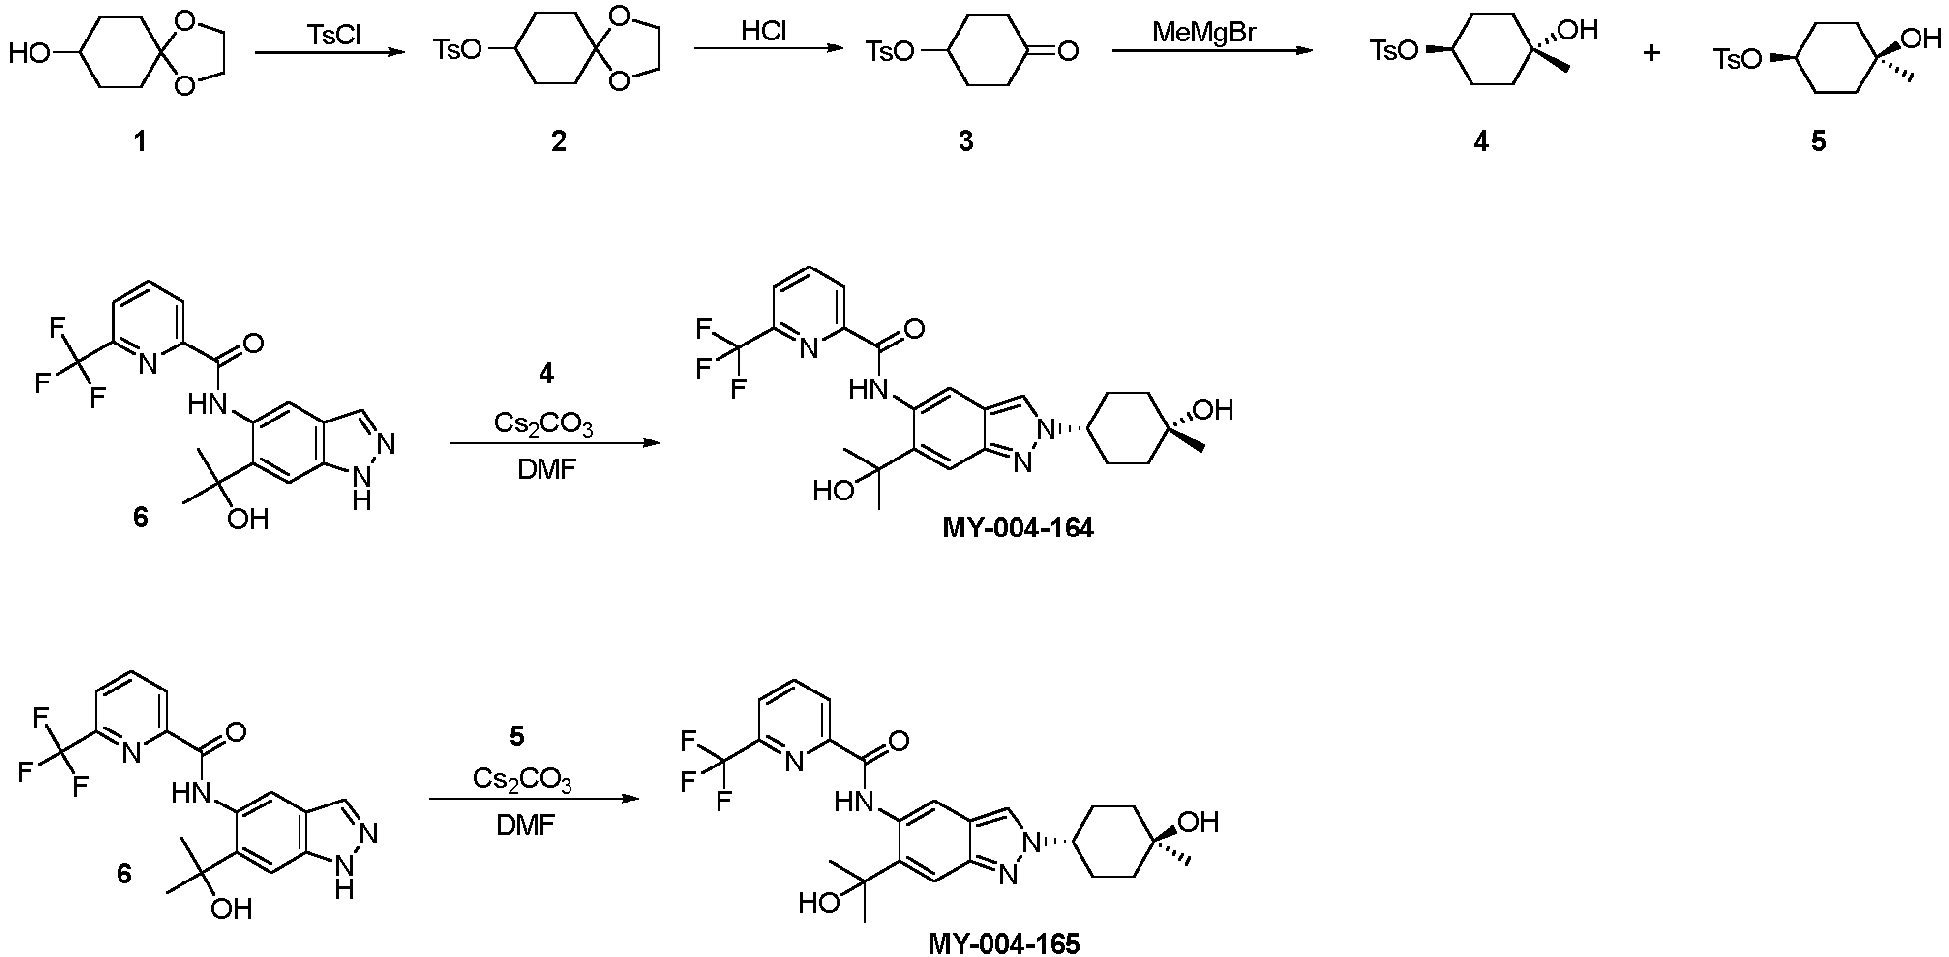 HO O O TsCl TsO O O HCl TsO O MeMgBr TsO OH + TsO OH
1 2 3 4 5
F F F N O HN N N H OH
6
4
Cs2CO3
DMF
F F F N O HN N N HO OH
MY-004-164
F F F N O HN N N H OH
6
5
Cs2CO3
DMF
F F F N O HN N N HO OH
MY-004-165